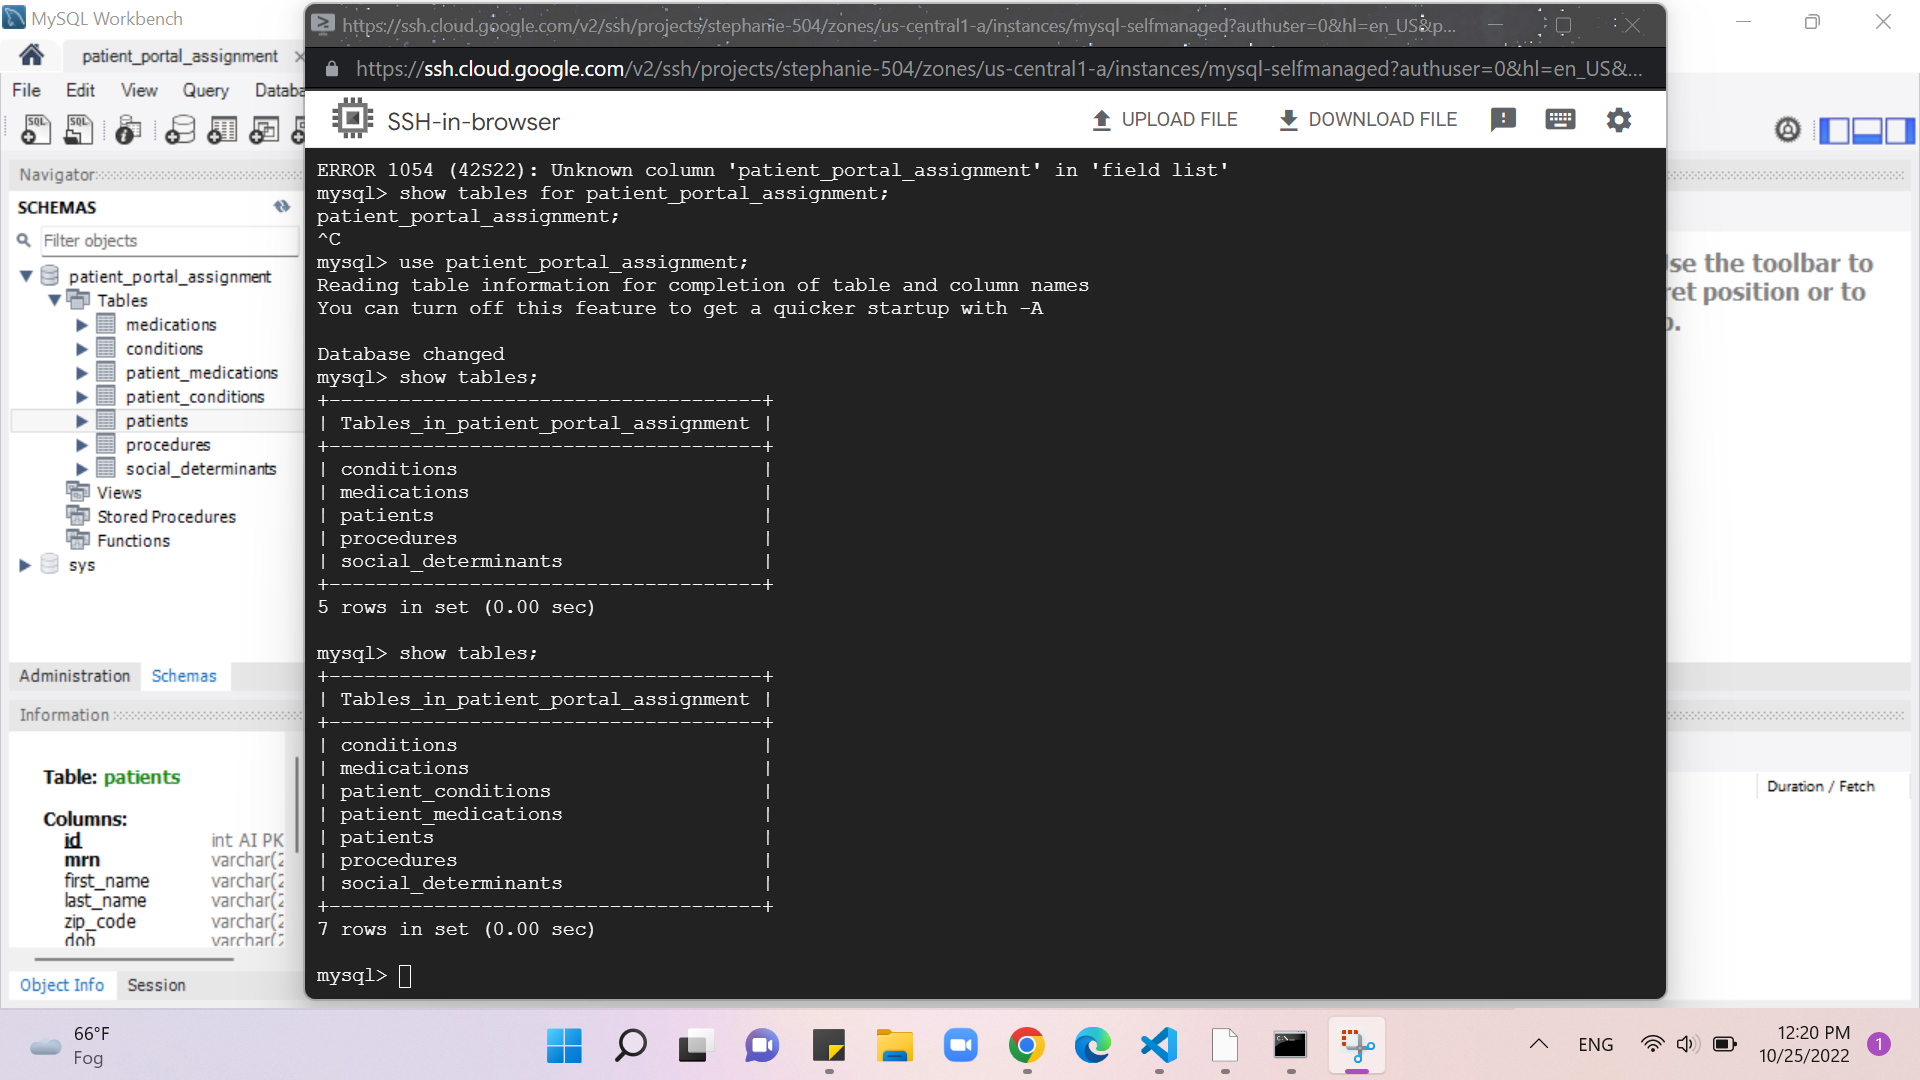 MySQL Workbench
patient_portal_assignment
File Edit View Query
Navigator
SCHEMAS
Filter objects
patient_portal_assignment
Tables
medications
conditions
patient_medications
patient_conditions
patients
procedures
social_determinants
Views
Stored Procedures
Functions
sys
Administration Schemas
Information
Table: patients
Columns:
id int AI PK
mrn varchar(2
first_name varchar(2
last_name varchar(2
zip_code varchar(2
dob varchar(2
Object Info Session
https://ssh.cloud.google.com/v2/ssh/projects/stephanie-504/zones/us-central1-a/instances/mysql-selfmanaged?authuser=0&hl=en_US&p...
https://ssh.cloud.google.com/v2/ssh/projects/stephanie-504/zones/us-central1-a/instances/mysql-selfmanaged?authuser=0&hl=en_US&...
SSH-in-browser
UPLOAD FILE DOWNLOAD FILE
ERROR 1054 (42S22): Unknown column 'patient_portal_assignment' in 'field list'
mysql> show tables for patient_portal_assignment;
patient_portal_assignment;
^C
mysql> use patient_portal_assignment;
Reading table information for completion of table and column names
You can turn off this feature to get a quicker startup with -A
Database changed
mysql> show tables;
+-------------------------------------+
| Tables_in_patient_portal_assignment |
+-------------------------------------+
| conditions |
| medications |
| patients |
| procedures |
| social_determinants |
+-------------------------------------+
5 rows in set (0.00 sec)
mysql> show tables;
+-------------------------------------+
| Tables_in_patient_portal_assignment |
+-------------------------------------+
| conditions |
| medications |
| patient_conditions |
| patient_medications |
| patients |
| procedures |
| social_determinants |
+-------------------------------------+
7 rows in set (0.00 sec)
mysql>
se the toolbar to
ret position or to
p.
Duration / Fetch
66°F
Fog
ENG
12:20 PM
10/25/2022
1